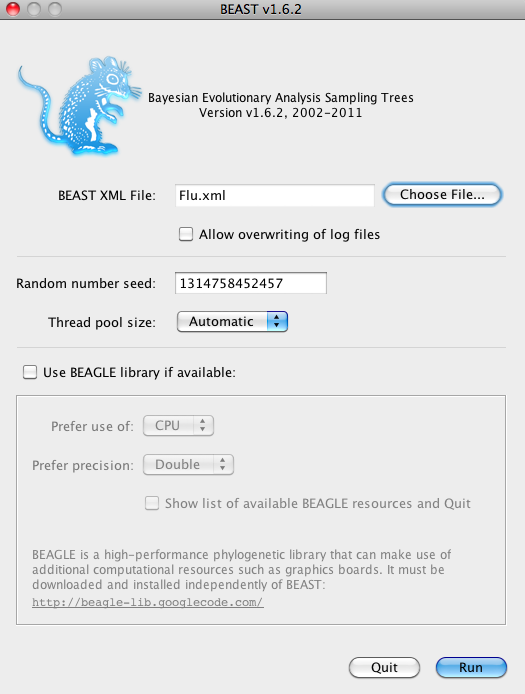 BEAST v1.6.2
Bayesian Evolutionary Analysis Sampling Trees
Version v1.6.2, 2002-2011
BEAST XML File: Flu.xml Choose File...
Allow overwriting of log files
Random number seed: 1314758452457
Thread pool size: Automatic
Use BEAGLE library if available:
Prefer use of: CPU
Prefer precision: Double
Show list of available BEAGLE resources and Quit
BEAGLE is a high-performance phylogenetic library that can make use of
additional computational resources such as graphics boards. It must be
downloaded and installed independently of BEAST:
http://beagle-lib.googlecode.com/
Quit Run